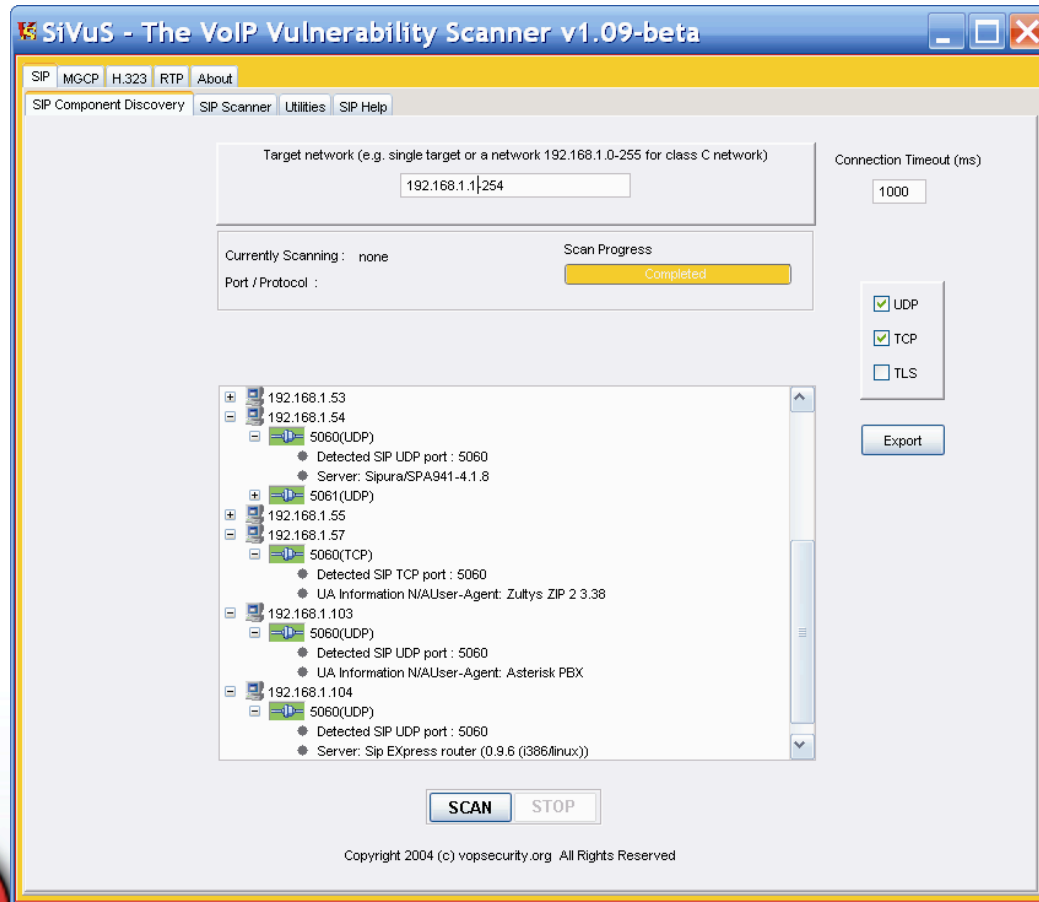 SiVuS - The VoIP Vulnerability Scanner v1.09-beta
SIP MGCP H.323 RTP About
SIP Component Discovery SIP Scanner Utilities SIP Help
Target network (e.g. single target or a network 192.168.1.0-255 for class C network)
192.168.1.1-254
Connection Timeout (ms)
1000
Currently Scanning : none
Scan Progress
Completed
Port / Protocol :
UDP
TCP
TLS
Export
192.168.1.53
192.168.1.54
5060(UDP)
Detected SIP UDP port : 5060
Server: Sipura/SPA941-4.1.8
5061(UDP)
192.168.1.55
192.168.1.57
5060(TCP)
Detected SIP TCP port : 5060
UA Information N/AUser-Agent: Zultys ZIP 2 3.38
192.168.1.103
5060(UDP)
Detected SIP UDP port : 5060
UA Information N/AUser-Agent: Asterisk PBX
192.168.1.104
5060(UDP)
Detected SIP UDP port : 5060
Server: Sip EXpress router (0.9.6 (i386/linux))
SCAN STOP
Copyright 2004 (c) vopsecurity.org All Rights Reserved